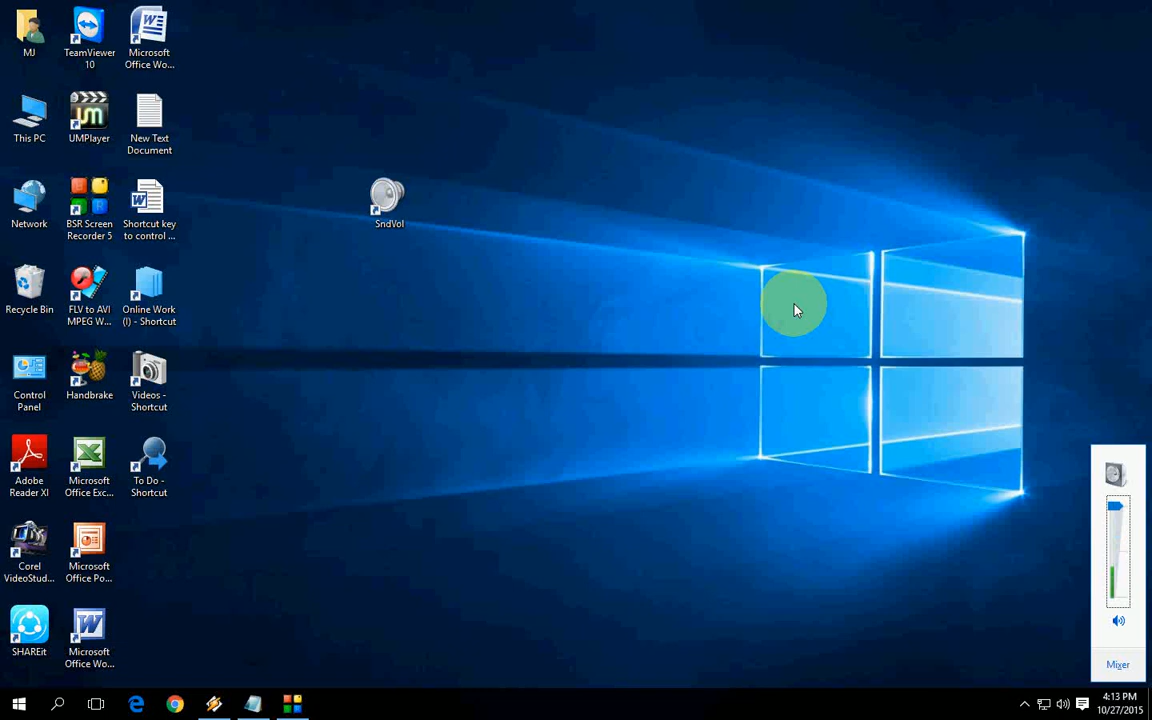 MJ
TeamViewer
10
Microsoft
Office Wo...
This PC
UMPlayer
New Text
Document
Network
BSR Screen
Recorder 5
Shortcut key
to control ...
SndVol
Recycle Bin
FLV to AVI
MPEG W...
Online Work
(I) - Shortcut
Control
Panel
Handbrake
Videos -
Shortcut
Adobe
Reader XI
Microsoft
Office Exc...
To Do -
Shortcut
Corel
VideoStud...
Microsoft
Office Po...
SHAREit
Microsoft
Office Wo...
Mixer
4:13 PM
10/27/2015